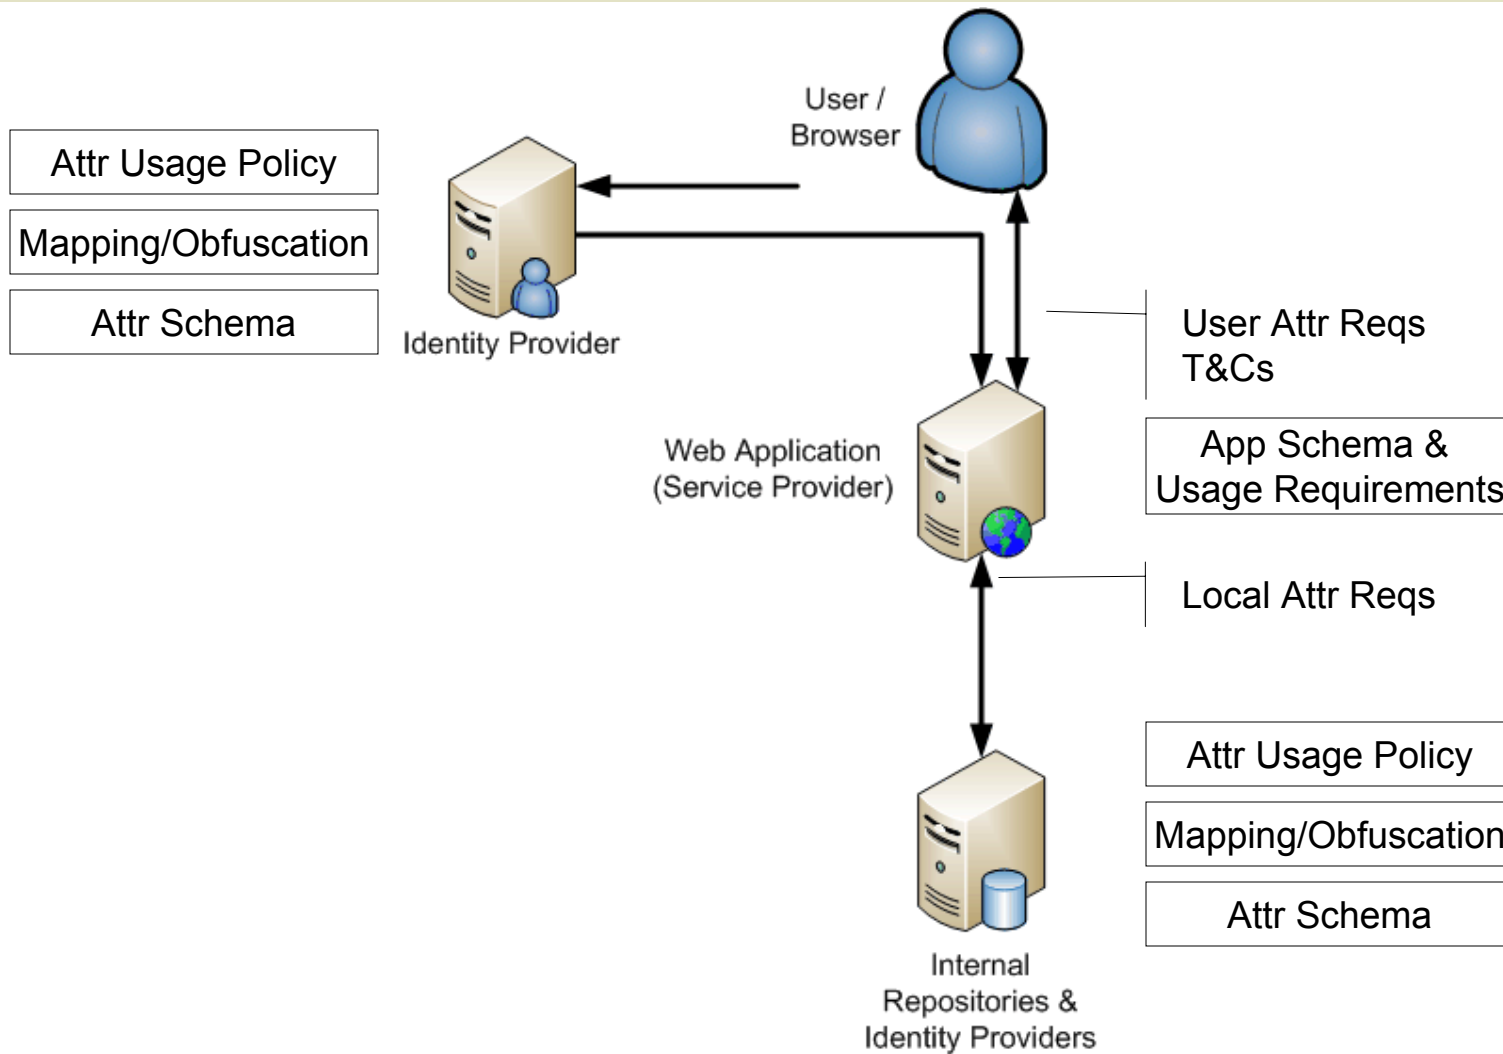 User /
Browser
Attr Usage Policy
Mapping/Obfuscation
Attr Schema
Identity Provider
User Attr Reqs
T&Cs
Web Application
(Service Provider)
App Schema &
Usage Requirements
Local Attr Reqs
Attr Usage Policy
Mapping/Obfuscation
Attr Schema
Internal
Repositories &
Identity Providers